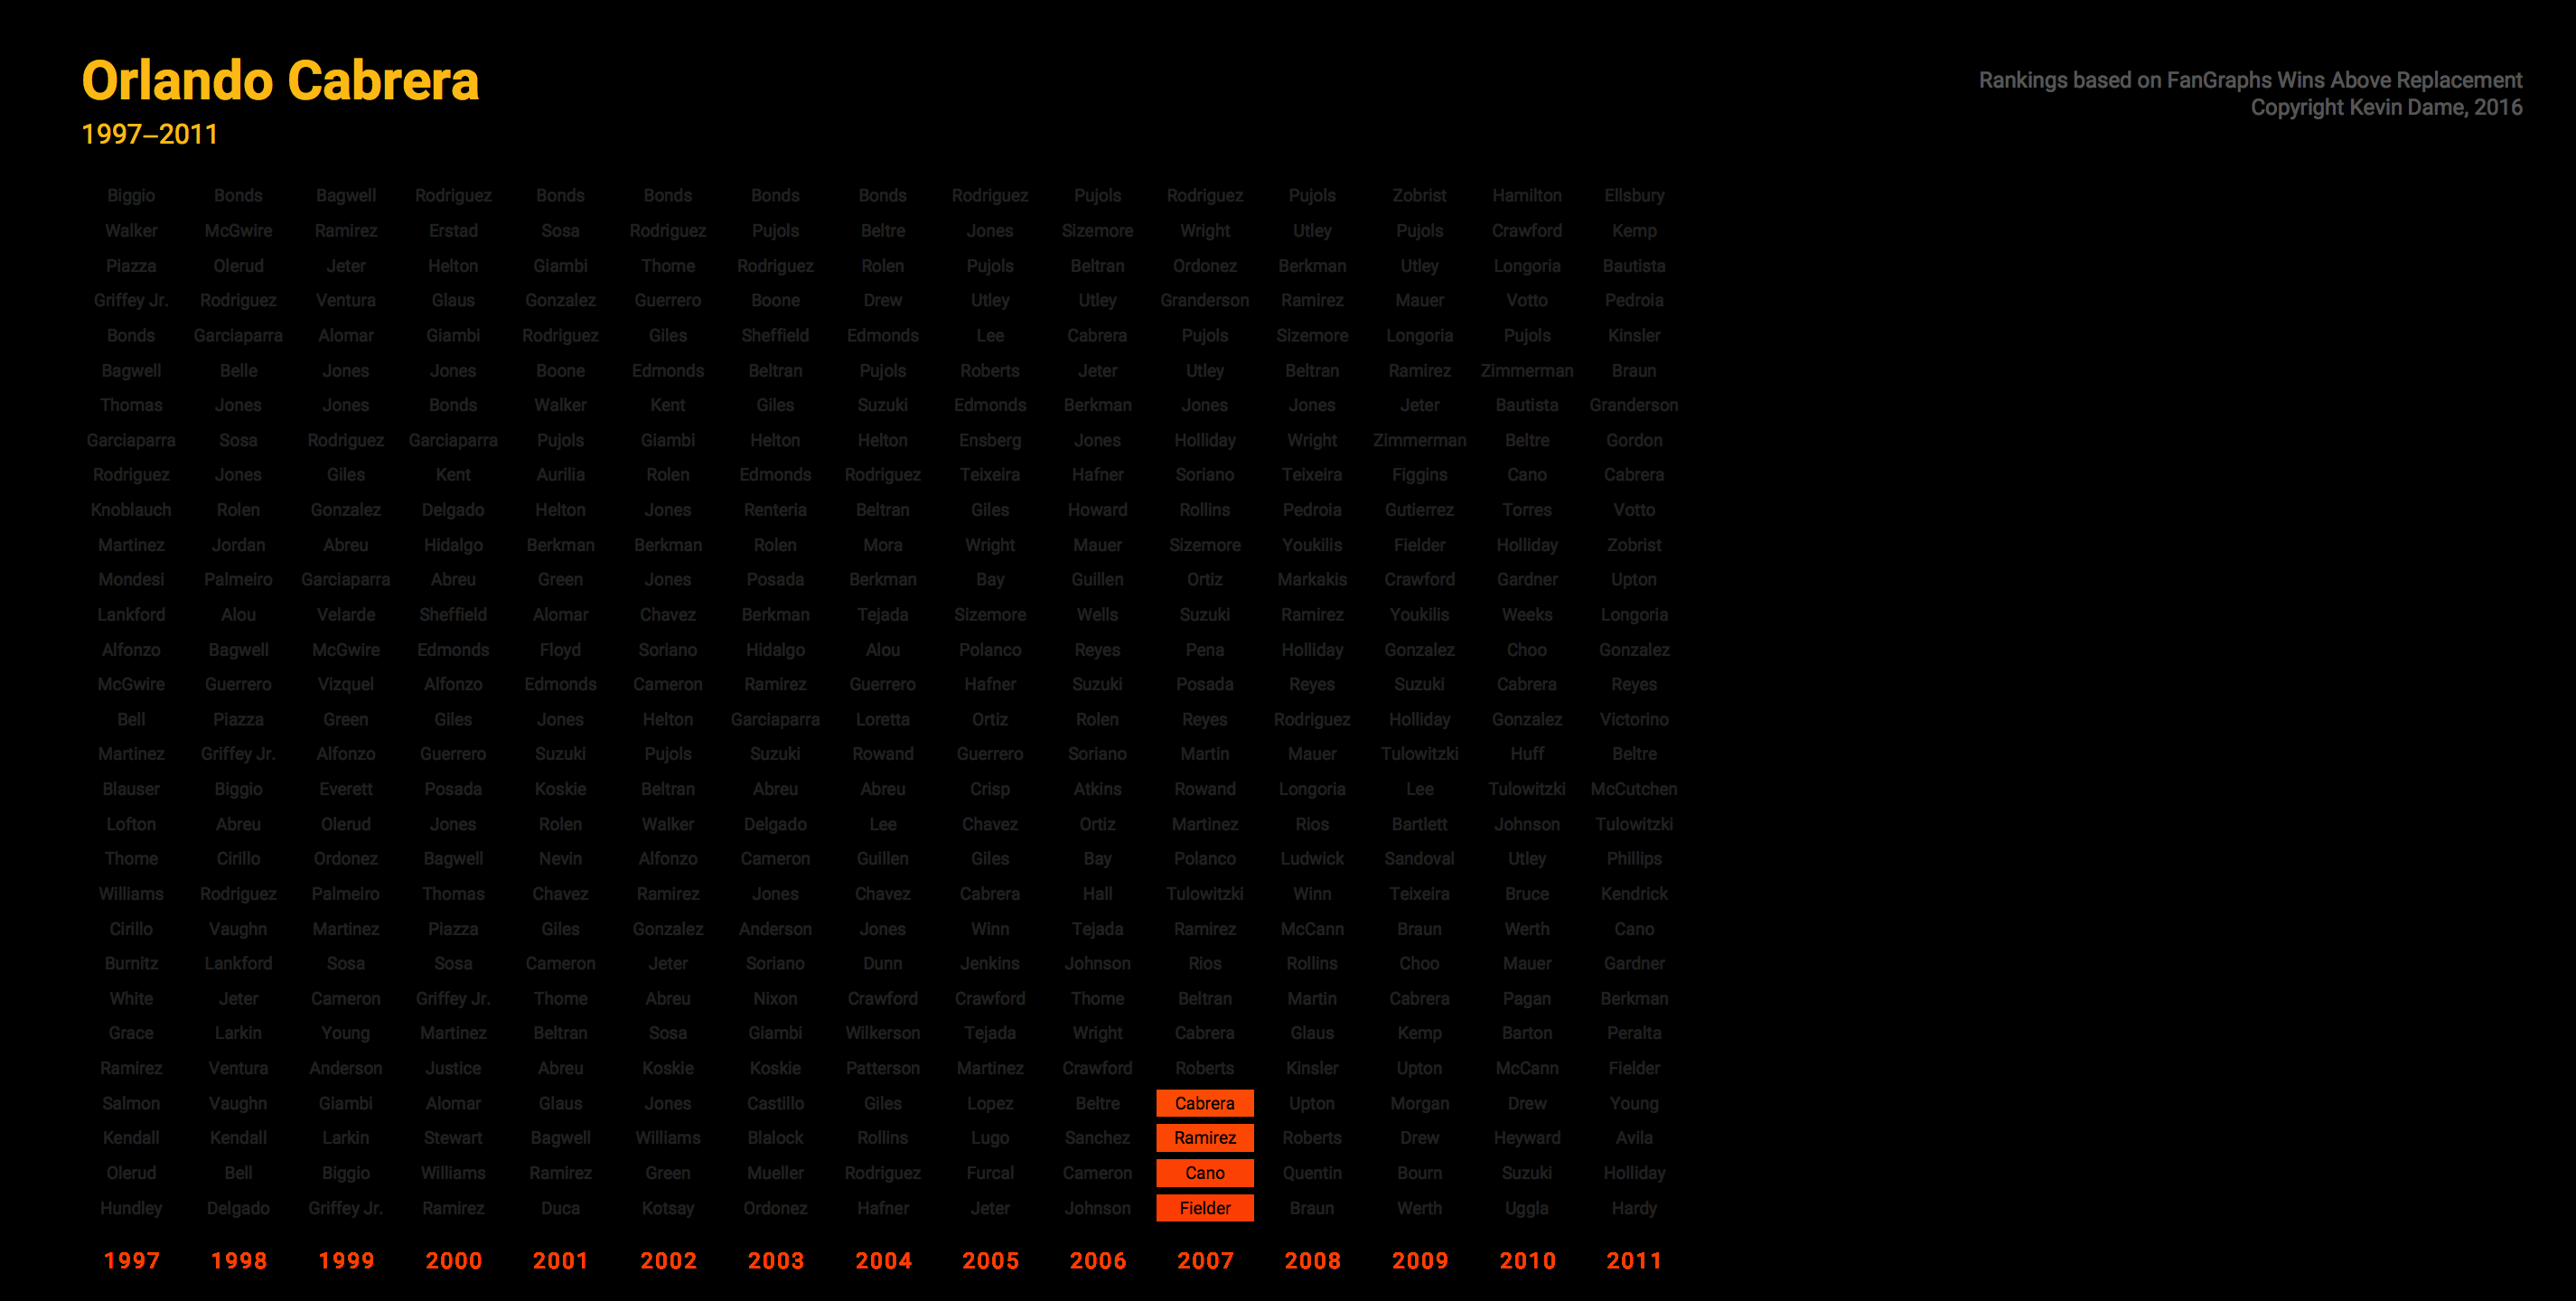 Orlando Cabrera
1997–2011
Rankings based on FanGraphs Wins Above Replacement
Copyright Kevin Dame, 2016
Biggio Bonds Bagwell Rodriguez Bonds Bonds Bonds Bonds Rodriguez Pujols Rodriguez Pujols Zobrist Hamilton Ellsbury
Walker McGwire Ramirez Erstad Sosa Rodriguez Pujols Beltre Jones Sizemore Wright Utley Pujols Crawford Kemp
Piazza Olerud Jeter Helton Giambi Thome Rodriguez Rolen Pujols Beltran Ordonez Berkman Utley Longoria Bautista
Griffey Jr. Rodriguez Ventura Glaus Gonzalez Guerrero Boone Drew Utley Utley Granderson Ramirez Mauer Votto Pedroia
Bonds Garciaparra Alomar Giambi Rodriguez Giles Sheffield Edmonds Lee Cabrera Pujols Sizemore Longoria Pujols Kinsler
Bagwell Belle Jones Jones Boone Edmonds Beltran Pujols Roberts Jeter Utley Beltran Ramirez Zimmerman Braun
Thomas Jones Jones Bonds Walker Kent Giles Suzuki Edmonds Berkman Jones Jones Jeter Bautista Granderson
Garciaparra Sosa Rodriguez Garciaparra Pujols Giambi Helton Helton Ensberg Jones Holliday Wright Zimmerman Beltre Gordon
Rodriguez Jones Giles Kent Aurilia Rolen Edmonds Rodriguez Teixeira Hafner Soriano Teixeira Figgins Cano Cabrera
Knoblauch Rolen Gonzalez Delgado Helton Jones Renteria Beltran Giles Howard Rollins Pedroia Gutierrez Torres Votto
Martinez Jordan Abreu Hidalgo Berkman Berkman Rolen Mora Wright Mauer Sizemore Youkilis Fielder Holliday Zobrist
Mondesi Palmeiro Garciaparra Abreu Green Jones Posada Berkman Bay Guillen Ortiz Markakis Crawford Gardner Upton
Lankford Alou Velarde Sheffield Alomar Chavez Berkman Tejada Sizemore Wells Suzuki Ramirez Youkilis Weeks Longoria
Alfonzo Bagwell McGwire Edmonds Floyd Soriano Hidalgo Alou Polanco Reyes Pena Holliday Gonzalez Choo Gonzalez
McGwire Guerrero Vizquel Alfonzo Edmonds Cameron Ramirez Guerrero Hafner Suzuki Posada Reyes Suzuki Cabrera Reyes
Bell Piazza Green Giles Jones Helton Garciaparra Loretta Ortiz Rolen Reyes Rodriguez Holliday Gonzalez Victorino
Martinez Griffey Jr. Alfonzo Guerrero Suzuki Pujols Suzuki Rowand Guerrero Soriano Martin Mauer Tulowitzki Huff Beltre
Blauser Biggio Everett Posada Koskie Beltran Abreu Abreu Crisp Atkins Rowand Longoria Lee Tulowitzki McCutchen
Lofton Abreu Olerud Jones Rolen Walker Delgado Lee Chavez Ortiz Martinez Rios Bartlett Johnson Tulowitzki
Thome Cirillo Ordonez Bagwell Nevin Alfonzo Cameron Guillen Giles Bay Polanco Ludwick Sandoval Utley Phillips
Williams Rodriguez Palmeiro Thomas Chavez Ramirez Jones Chavez Cabrera Hall Tulowitzki Winn Teixeira Bruce Kendrick
Cirillo Vaughn Martinez Piazza Giles Gonzalez Anderson Jones Winn Tejada Ramirez McCann Braun Werth Cano
Burnitz Lankford Sosa Sosa Cameron Jeter Soriano Dunn Jenkins Johnson Rios Rollins Choo Mauer Gardner
White Jeter Cameron Griffey Jr. Thome Abreu Nixon Crawford Crawford Thome Beltran Martin Cabrera Pagan Berkman
Grace Larkin Young Martinez Beltran Sosa Giambi Wilkerson Tejada Wright Cabrera Glaus Kemp Barton Peralta
Ramirez Ventura Anderson Justice Abreu Koskie Koskie Patterson Martinez Crawford Roberts Kinsler Upton McCann Fielder
Salmon Vaughn Giambi Alomar Glaus Jones Castillo Giles Lopez Beltre Cabrera Upton Morgan Drew Young
Kendall Kendall Larkin Stewart Bagwell Williams Blalock Rollins Lugo Sanchez Ramirez Roberts Drew Heyward Avila
Olerud Bell Biggio Williams Ramirez Green Mueller Rodriguez Furcal Cameron Cano Quentin Bourn Suzuki Holliday
Hundley Delgado Griffey Jr. Ramirez Duca Kotsay Ordonez Hafner Jeter Johnson Fielder Braun Werth Uggla Hardy
1997 1998 1999 2000 2001 2002 2003 2004 2005 2006 2007 2008 2009 2010 2011